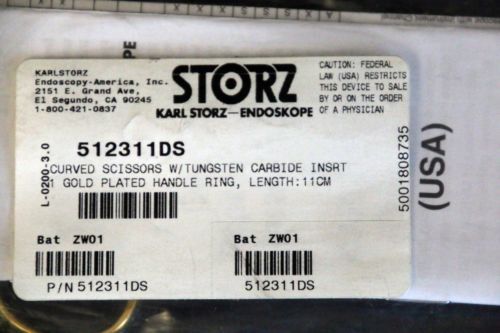 KARLSTORZ
Endoscopy-America, Inc.
2151 E. Grand Ave,
El Segundo, CA 90245
1-800-421-0837
STORZ
KARL STORZ—ENDOSKOPE
CAUTION: FEDERAL
LAW (USA) RESTRICTS
THIS DEVICE TO SALE
BY OR ON THE ORDER
OF A PHYSICIAN
L-0200-3.0
512311DS
CURVED SCISSORS W/TUNGSTEN CARBIDE INSRT
1 GOLD PLATED HANDLE RING, LENGTH:11CM
5001808735
(USA)
Bat ZW01
P/N 512311DS
Bat ZW01
512311DS